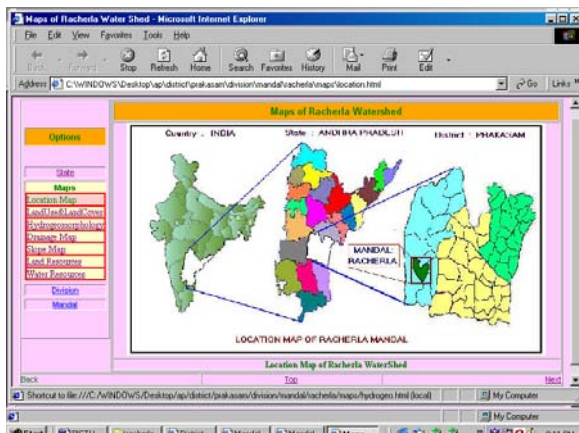 Maps of Racherla Water Shed - Microsoft Internet Explorer
File Edit View Favorites Tools Help
Back Forward Stop Refresh Home Search Favorites History Mail Print Edit
Address C:\WINDOWS\Desktop\ap\district\prakasam\division\mandal\racherla\maps\location.html Go Links
Maps of Racherla Watershed
Options
State
Maps
Location Map
LandUse&LandCover
Hydrogeomorphology
Drainage Map
Slope Map
Land Resources
Water Resources
Division
Mandal
Country : INDIA
State : ANDHRA PRADESH
District : PRAKASAM
MANDAL:
RACHERLA
LOCATION MAP OF RACHERLA MANDAL
Location Map of Racherla WaterShed
Back Top Next
Shortcut to file:///C:/WINDOWS/Desktop/ap/district/prakasam/division/mandal/racherla/maps/hydrogeo.html (local) My Computer
My Computer
Start